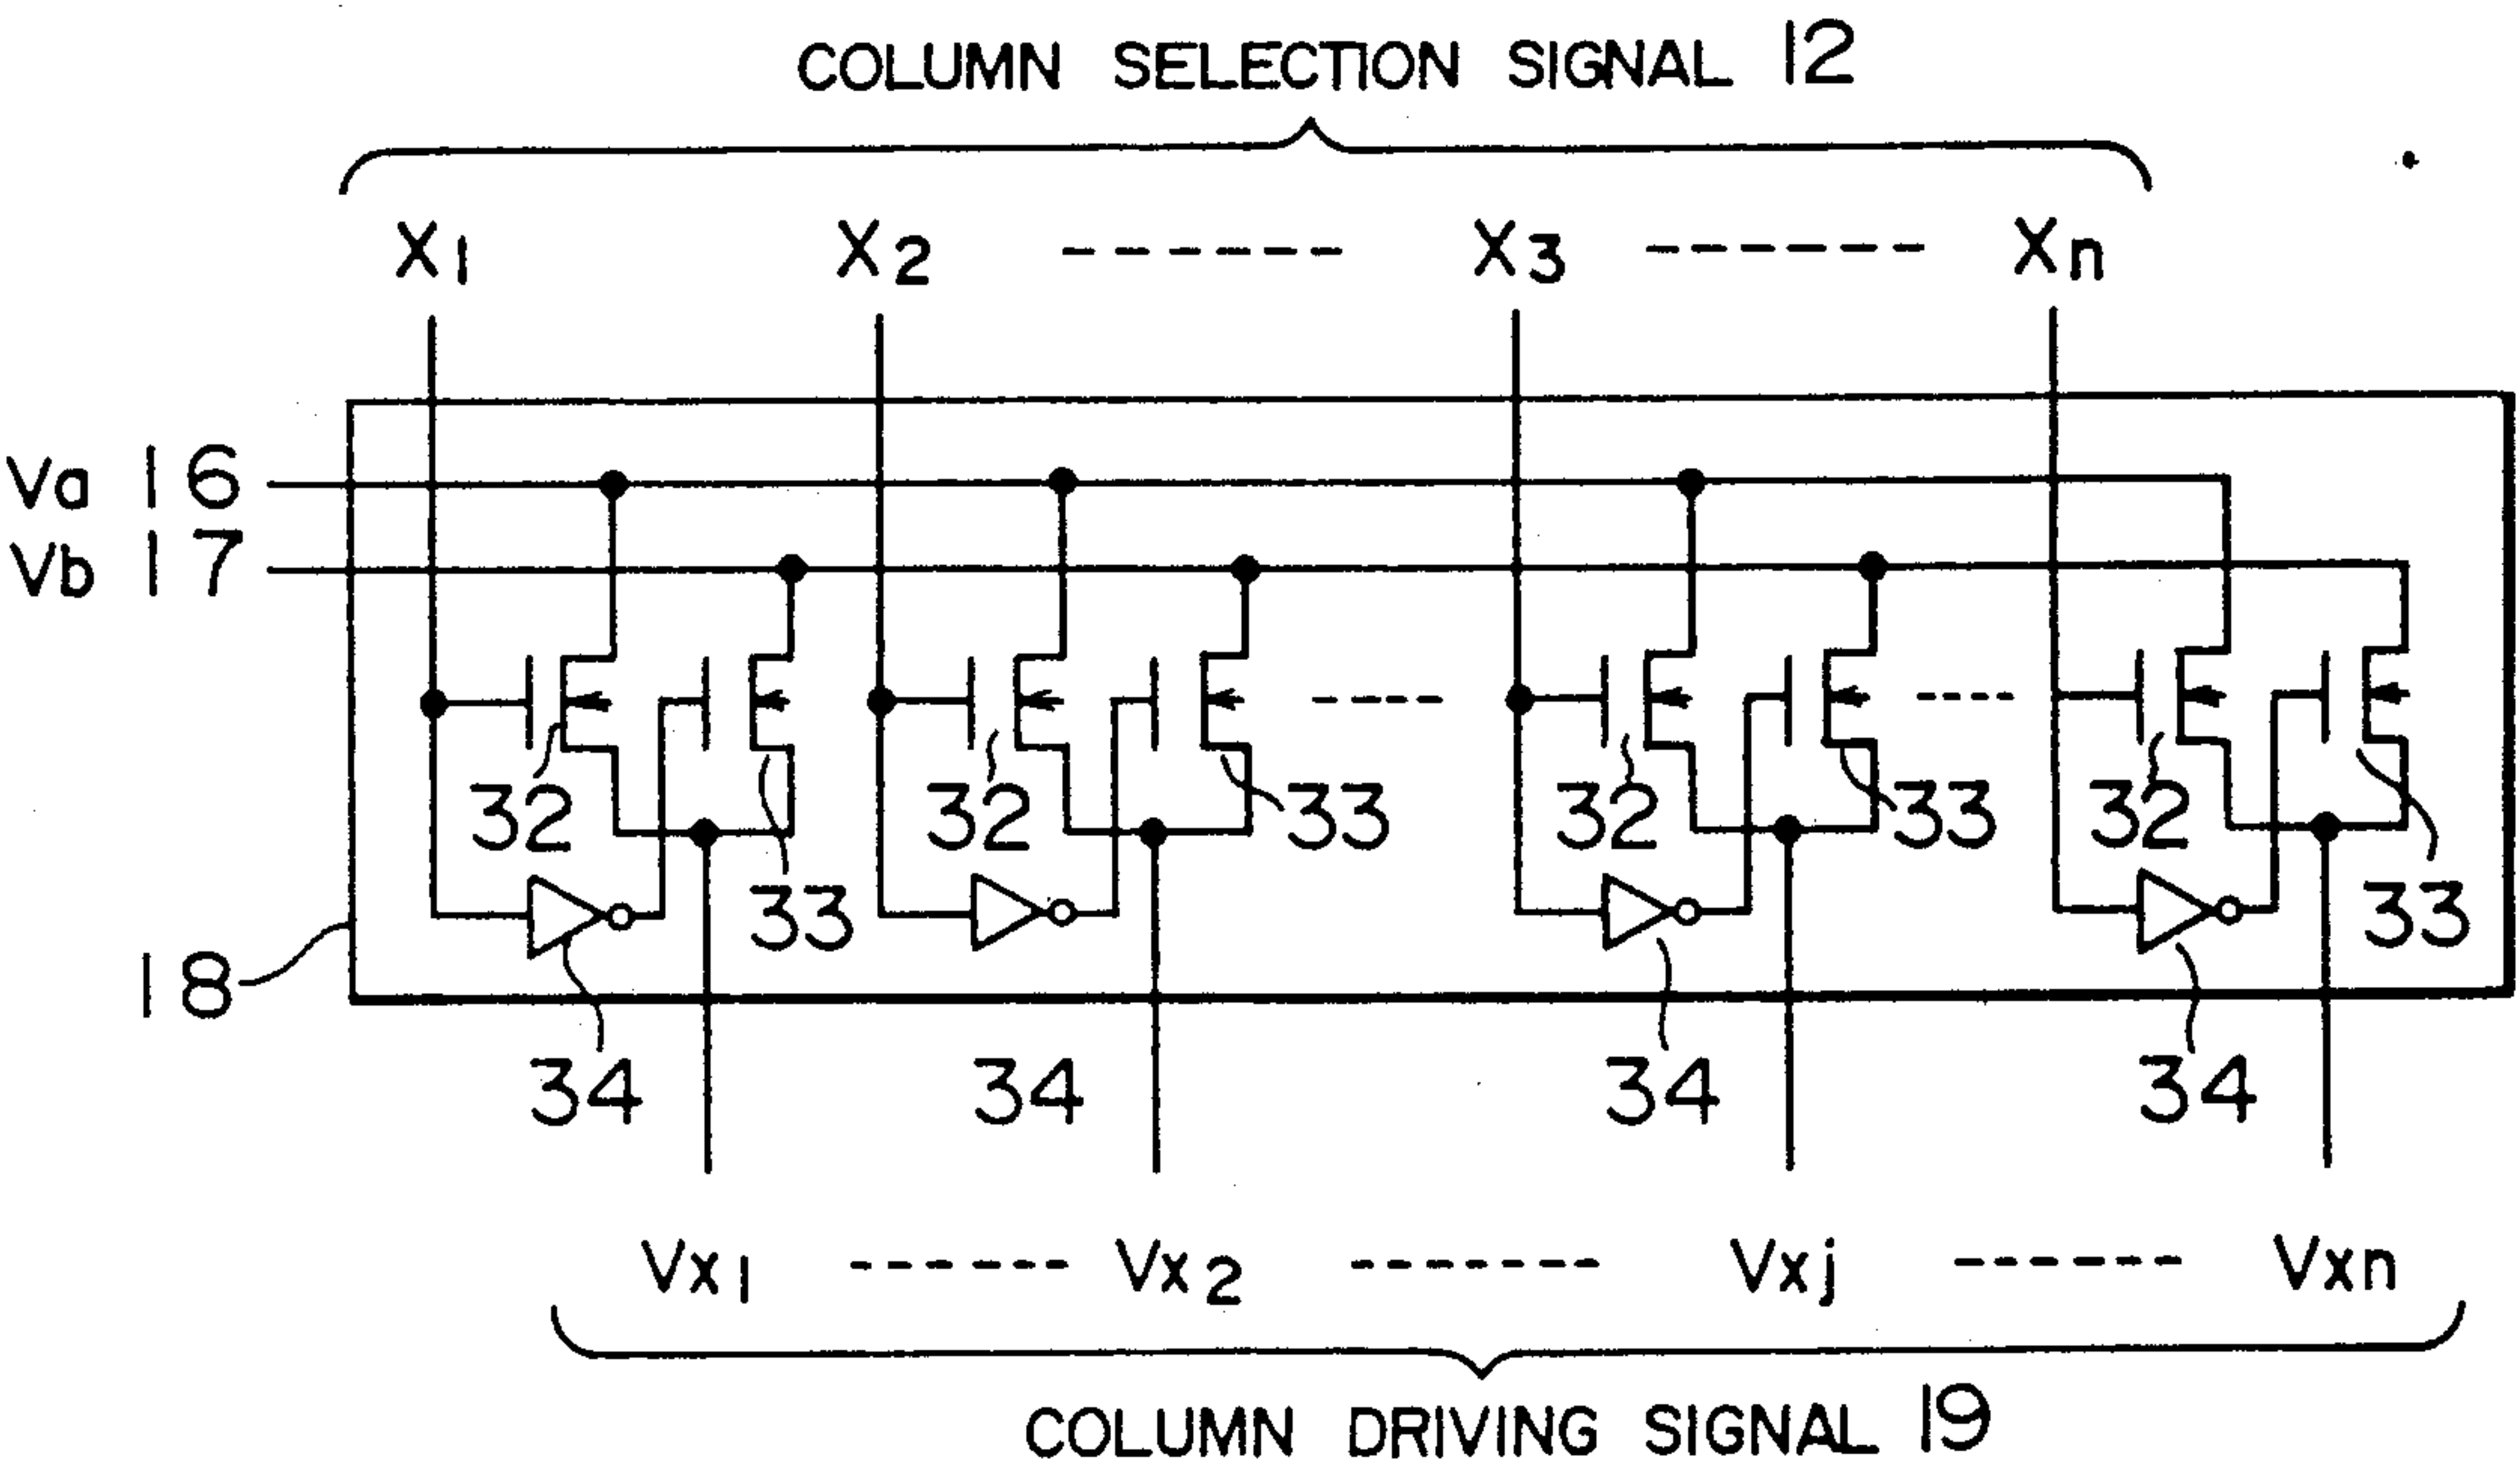 COLUMN SELECTION SIGNAL 12
X1 ------ X2 ------ X3 ------ Xn
Va 16
Vb 17
32 32 33 32 33 32
33 33
18
34 34 34 34
Vx1 ------ Vx2 ------ Vxj ------ Vxn
COLUMN DRIVING SIGNAL 19